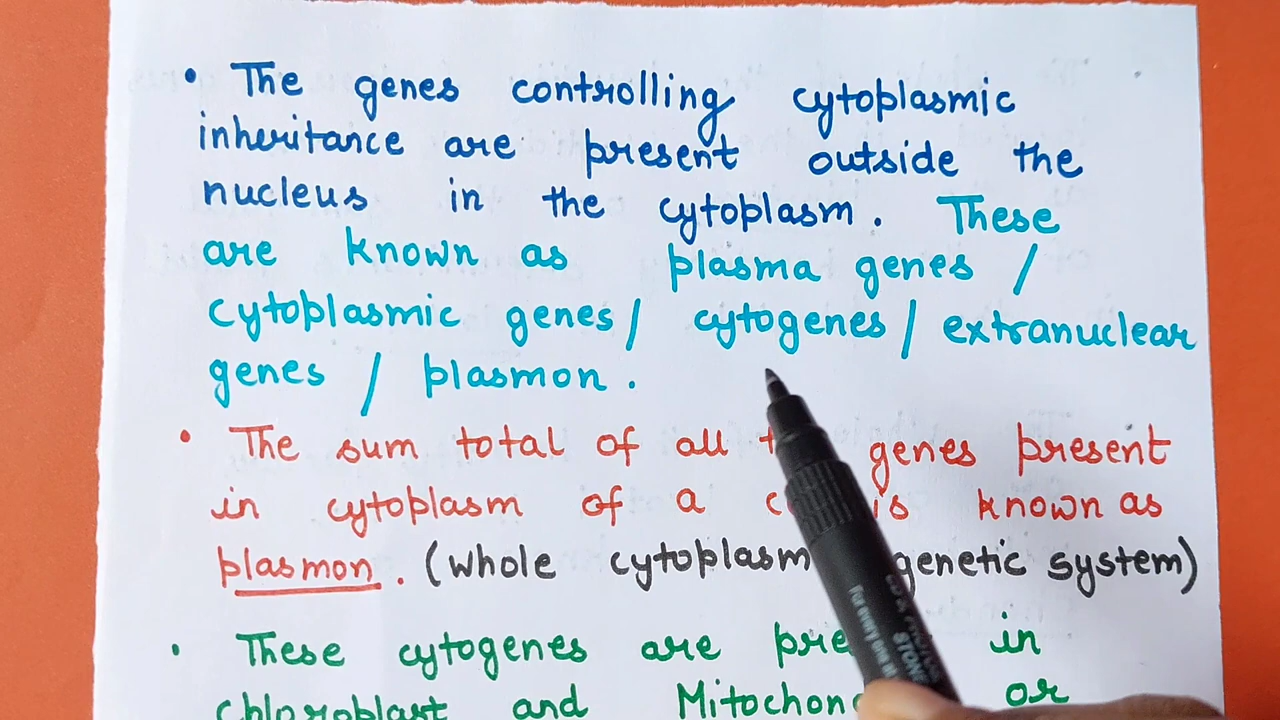 • The genes controlling cytoplasmic
inheritance are present outside the
nucleus in the cytoplasm. These
are known as plasma genes /
cytoplasmic genes / cytogenes / extranuclear
genes / plasmon.
• The sum total of all genes present
in cytoplasm of a is known as
plasmon. (whole cytoplasm genetic system)
• These cytogenes are in
chloroplast and or